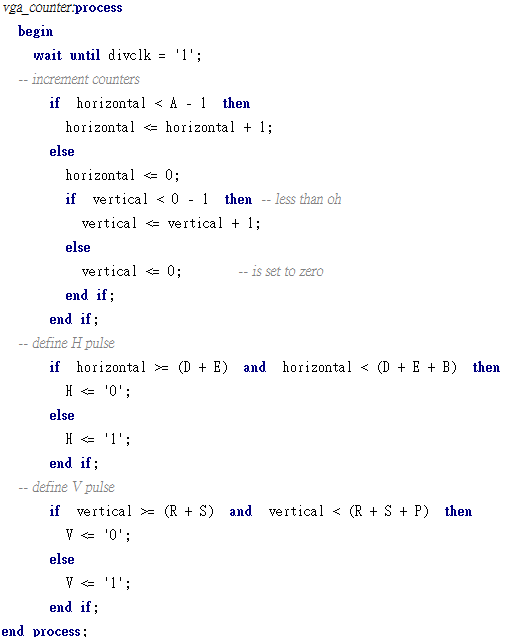 vga_counter:process
begin
wait until divclk = '1';
-- increment counters
if horizontal < A - 1 then
horizontal <= horizontal + 1;
else
horizontal <= 0;
if vertical < O - 1 then -- less than oh
vertical <= vertical + 1;
else
vertical <= 0; -- is set to zero
end if;
end if;
-- define H pulse
if horizontal >= (D + E) and horizontal < (D + E + B) then
H <= '0';
else
H <= '1';
end if;
-- define V pulse
if vertical >= (R + S) and vertical < (R + S + P) then
V <= '0';
else
V <= '1';
end if;
end process;